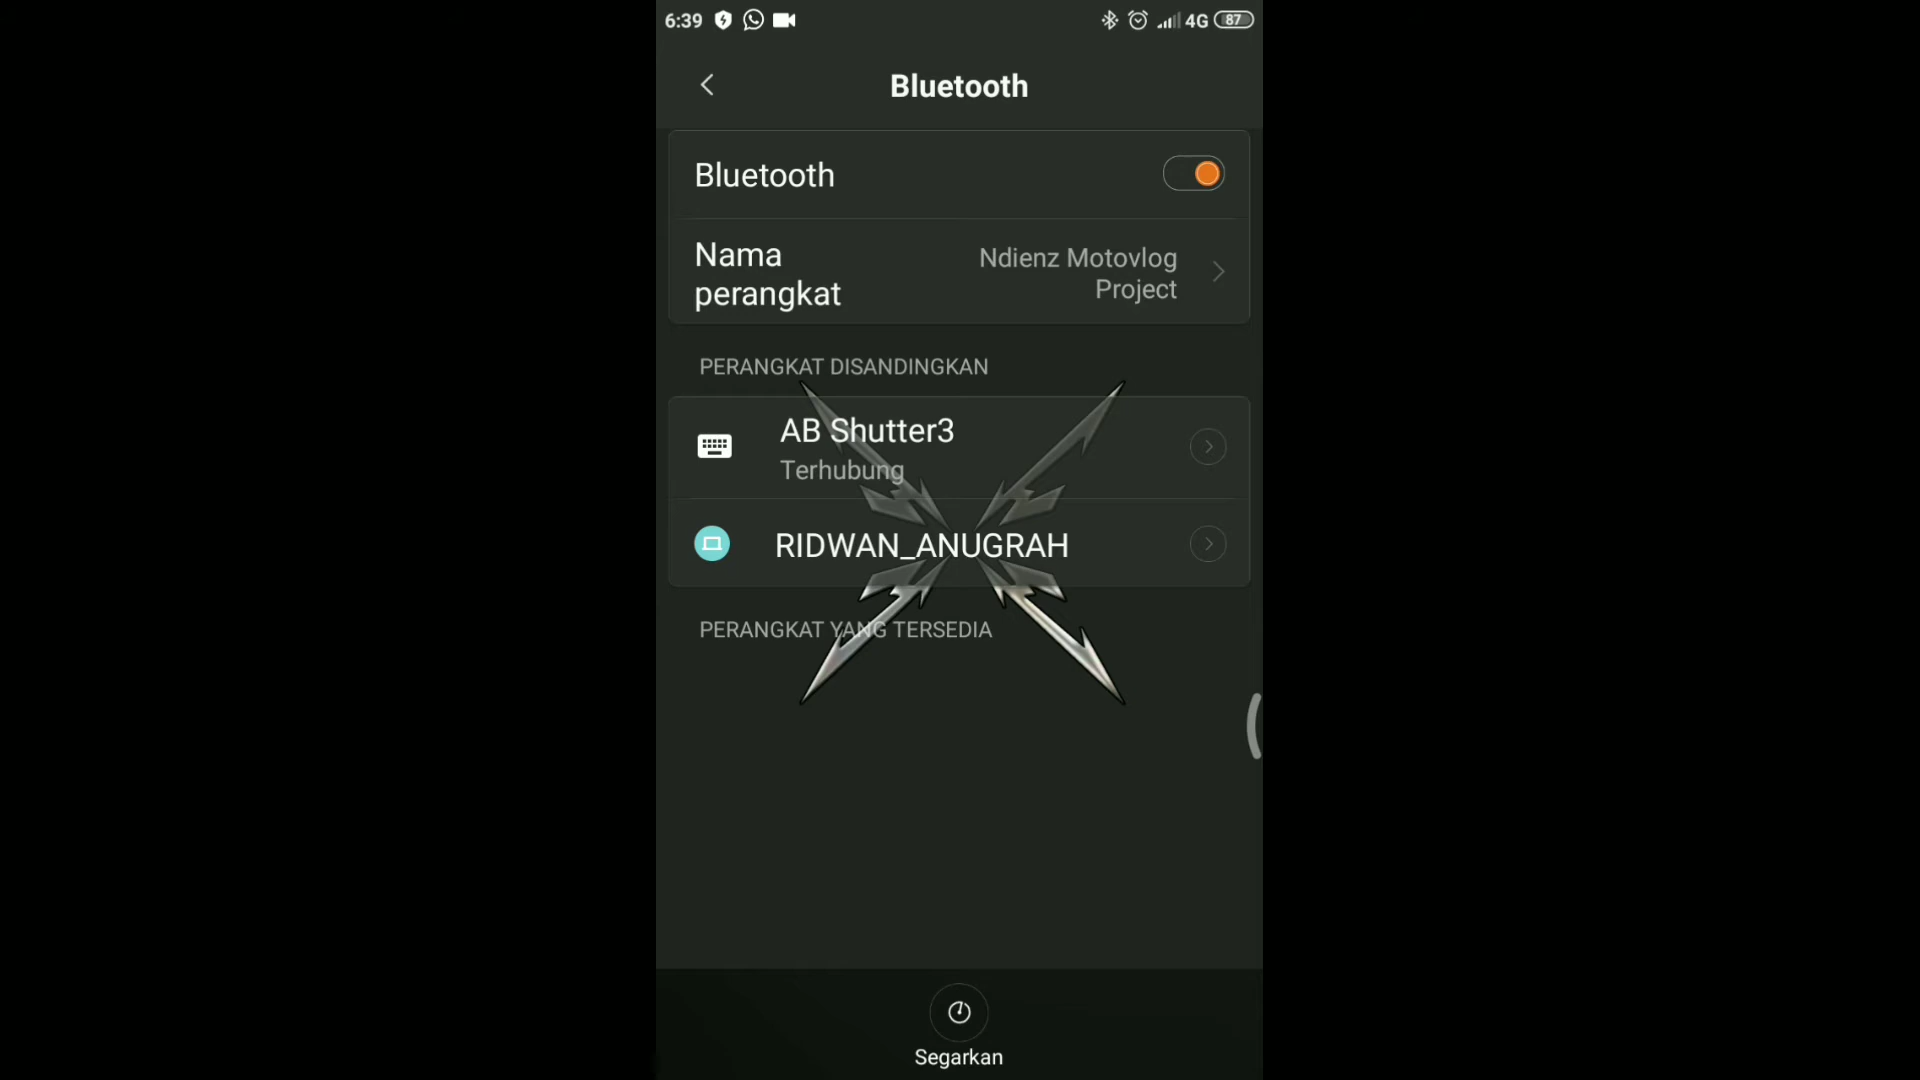 6:39 4G 87
Bluetooth
Bluetooth
Nama
perangkat
Ndienz Motovlog
Project
PERANGKAT DISANDINGKAN
AB Shutter3
Terhubung
RIDWAN_ANUGRAH
PERANGKAT YANG TERSEDIA
Segarkan